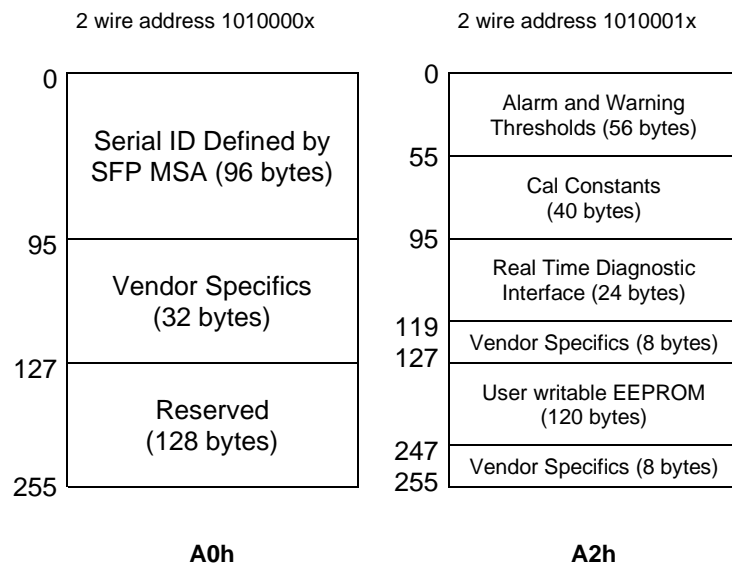 2 wire address 1010000x
0
Serial ID Defined by
SFP MSA (96 bytes)
95
Vendor Specifics
(32 bytes)
127
Reserved
(128 bytes)
255
A0h
2 wire address 1010001x
0
Alarm and Warning
Thresholds (56 bytes)
55
Cal Constants
(40 bytes)
95
Real Time Diagnostic
Interface (24 bytes)
119
Vendor Specifics (8 bytes)
127
User writable EEPROM
(120 bytes)
247
Vendor Specifics (8 bytes)
255
A2h